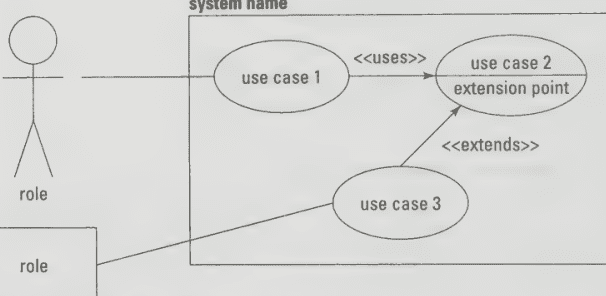 system name
use case 1
<<uses>>
use case 2
extension point
<<extends>>
use case 3
role
role